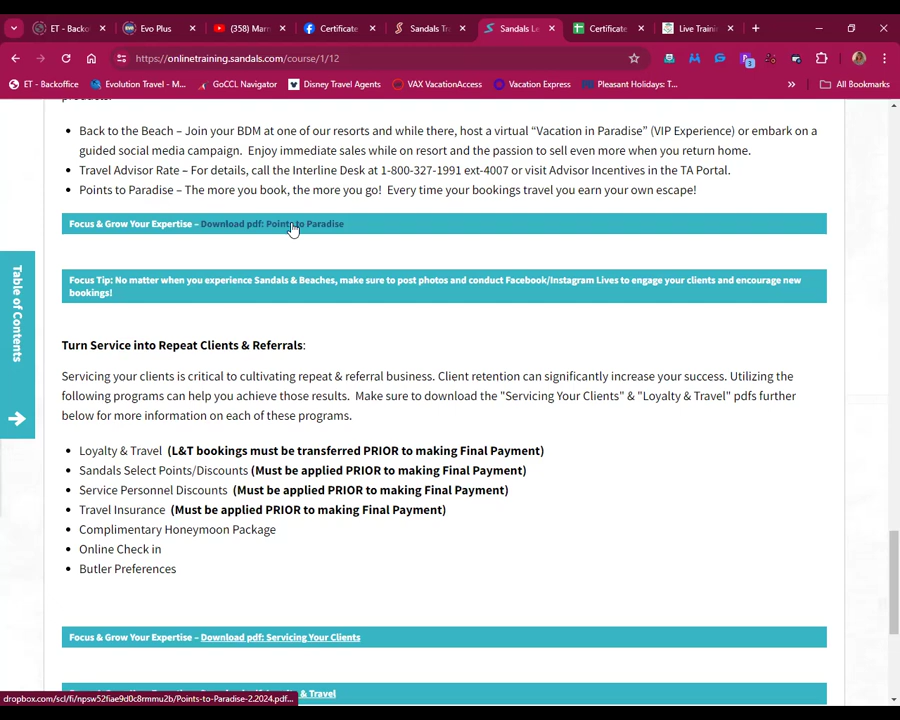 ET - Backo
Evo Plus
(358) Marr
Certificate
Sandals Tr
Sandals Le
Certificate
Live Train
https://onlinetraining.sandals.com/course/1/12
ET - Backoffice
Evolution Travel - M...
GoCCL Navigator
Disney Travel Agents
VAX VacationAccess
Vacation Express
Pleasant Holidays: T...
All Bookmarks
• Back to the Beach – Join your BDM at one of our resorts and while there, host a virtual “Vacation in Paradise” (VIP Experience) or embark on a
guided social media campaign. Enjoy immediate sales while on resort and the passion to sell even more when you return home.
• Travel Advisor Rate – For details, call the Interline Desk at 1-800-327-1991 ext-4007 or visit Advisor Incentives in the TA Portal.
• Points to Paradise – The more you book, the more you go! Every time your bookings travel you earn your own escape!
Focus & Grow Your Expertise – Download pdf: Points to Paradise
Focus Tip: No matter when you experience Sandals & Beaches, make sure to post photos and conduct Facebook/Instagram Lives to engage your clients and encourage new
bookings!
Table of Contents
Turn Service into Repeat Clients & Referrals:
Servicing your clients is critical to cultivating repeat & referral business. Client retention can significantly increase your success. Utilizing the
following programs can help you achieve those results. Make sure to download the "Servicing Your Clients" & "Loyalty & Travel" pdfs further
below for more information on each of these programs.
• Loyalty & Travel (L&T bookings must be transferred PRIOR to making Final Payment)
• Sandals Select Points/Discounts (Must be applied PRIOR to making Final Payment)
• Service Personnel Discounts (Must be applied PRIOR to making Final Payment)
• Travel Insurance (Must be applied PRIOR to making Final Payment)
• Complimentary Honeymoon Package
• Online Check in
• Butler Preferences
Focus & Grow Your Expertise – Download pdf: Servicing Your Clients
& Travel
dropbox.com/scl/fi/npsw52fiae9d0c8rmmu2b/Points-to-Paradise-2.2024.pdf...